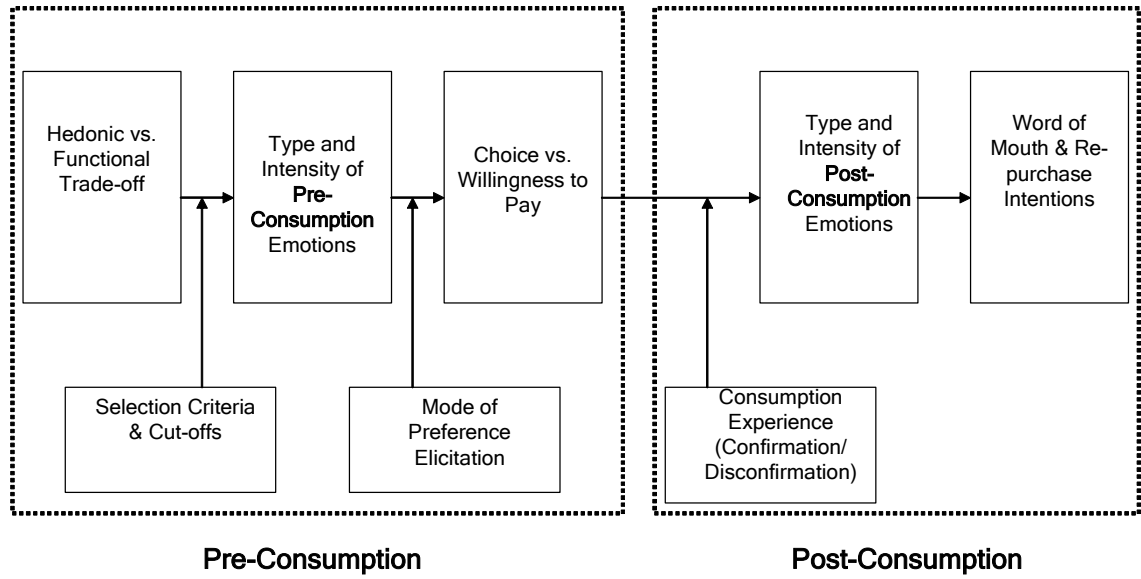 Hedonic vs.
Functional
Trade-off
Type and
Intensity of
Pre-
Consumption
Emotions
Choice vs.
Willingness to
Pay
Type and
Intensity of
Post-
Consumption
Emotions
Word of
Mouth & Re-
purchase
Intentions
Selection Criteria
& Cut-offs
Mode of
Preference
Elicitation
Consumption
Experience
(Confirmation/
Disconfirmation)
Pre-Consumption
Post-Consumption